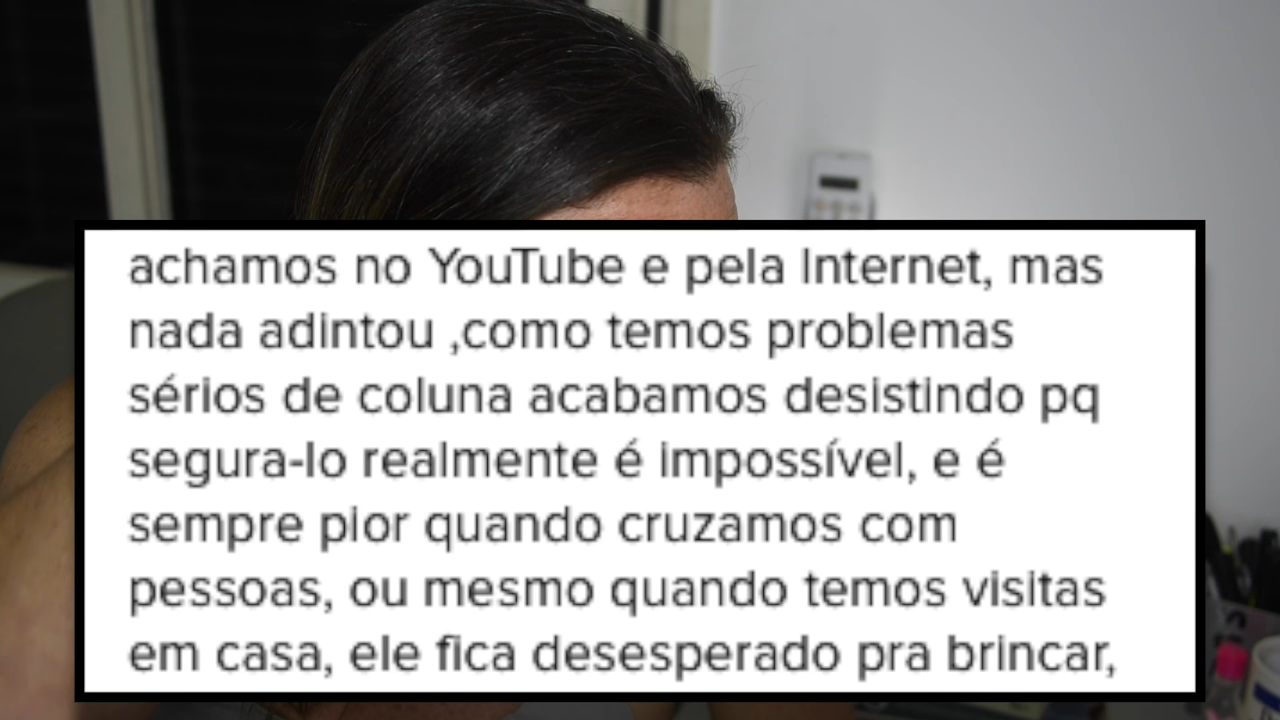 achamos no YouTube e pela Internet, mas
nada adintou ,como temos problemas
sérios de coluna acabamos desistindo pq
segura-lo realmente é impossível, e é
sempre pior quando cruzamos com
pessoas, ou mesmo quando temos visitas
em casa, ele fica desesperado pra brincar,